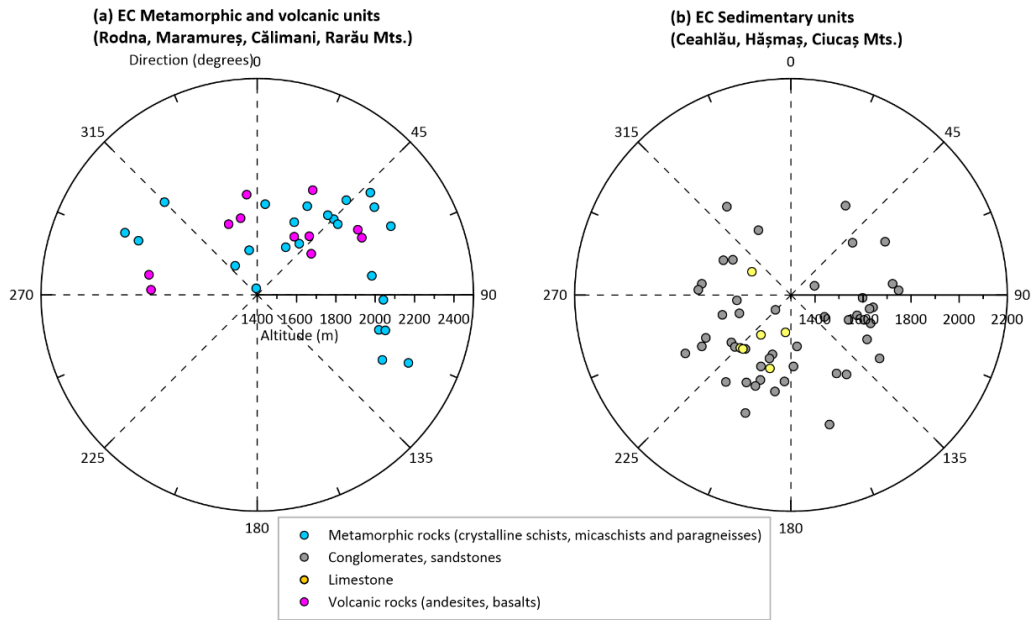 (a) EC Metamorphic and volcanic units
(Rodna, Maramureș, Călimani, Rarău Mts.)
Direction (degrees)
0
315
45
270
90
1400 1600 1800 2000 2200 2400
Altitude (m)
225
135
180
(b) EC Sedimentary units
(Ceahlău, Hășmaș, Ciucaș Mts.)
0
315
45
270
90
1400 1600 1800 2000 2200
225
135
180
Metamorphic rocks (crystalline schists, micaschists and paragneisses)
Conglomerates, sandstones
Limestone
Volcanic rocks (andesites, basalts)